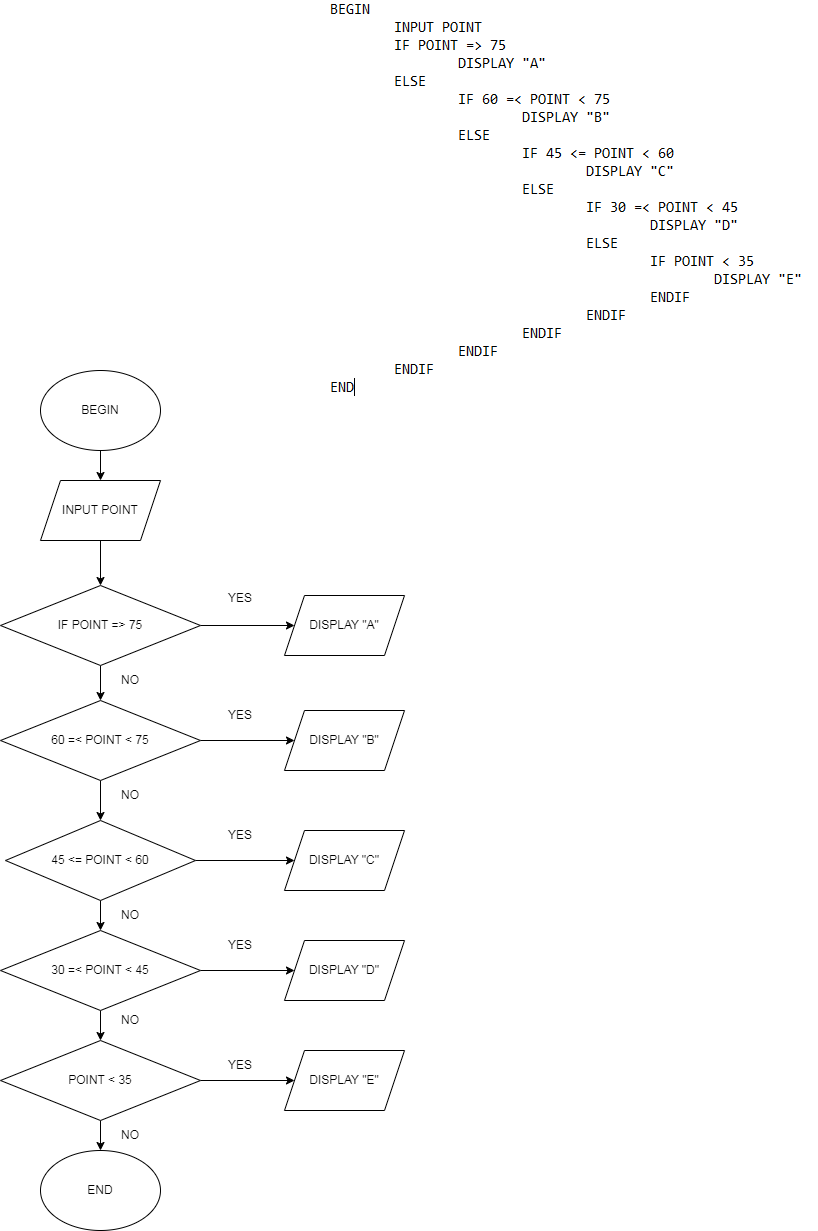 BEGIN
INPUT POINT
IF POINT => 75
DISPLAY "A"
ELSE
IF 60 =< POINT < 75
DISPLAY "B"
ELSE
IF 45 <= POINT < 60
DISPLAY "C"
ELSE
IF 30 =< POINT < 45
DISPLAY "D"
ELSE
IF POINT < 35
DISPLAY "E"
ENDIF
ENDIF
ENDIF
ENDIF
ENDIF
END
BEGIN
INPUT POINT
IF POINT => 75
YES
DISPLAY "A"
NO
60 =< POINT < 75
YES
DISPLAY "B"
NO
45 <= POINT < 60
YES
DISPLAY "C"
NO
30 =< POINT < 45
YES
DISPLAY "D"
NO
POINT < 35
YES
DISPLAY "E"
NO
END